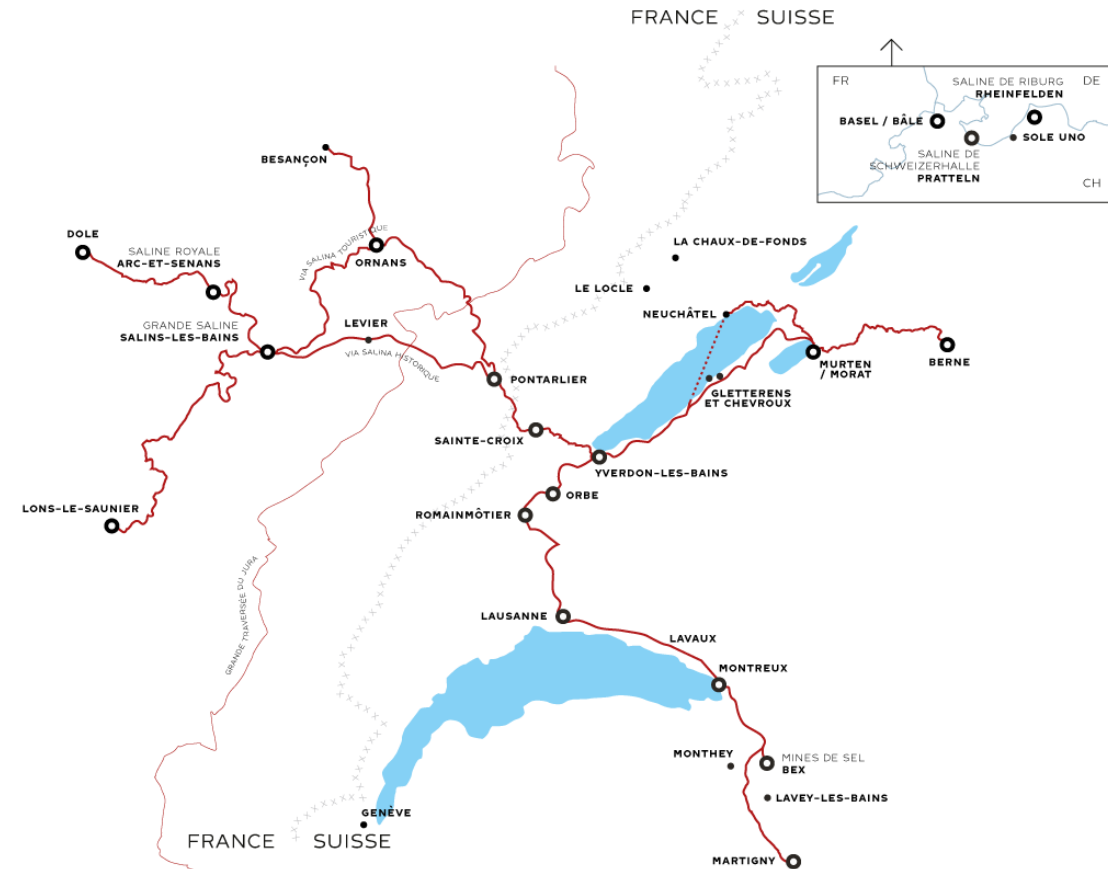 FRANCE SUISSE
FR
DE
SALINE DE RIBURG
RHEINFELDEN
BASEL / BÂLE
SOLE UNO
SALINE DE
SCHWEIZERHALLE
PRATTELN
CH
BESANÇON
DOLE
SALINE ROYALE
ARC-ET-SENANS
VIA SALINA TOURISTIQUE
ORNANS
LA CHAUX-DE-FONDS
LE LOCLE
NEUCHÂTEL
GRANDE SALINE
SALINS-LES-BAINS
LEVIER
VIA SALINA HISTORIQUE
MURTEN
/ MORAT
BERNE
PONTARLIER
GLETTERENS
ET CHEVROUX
SAINTE-CROIX
YVERDON-LES-BAINS
ORBE
LONS-LE-SAUNIER
ROMAINMÔTIER
GRANDE TRAVERSÉE DU JURA
LAUSANNE
LAVAUX
MONTREUX
MONTHEY
MINES DE SEL
BEX
LAVEY-LES-BAINS
GENÈVE
FRANCE SUISSE
MARTIGNY